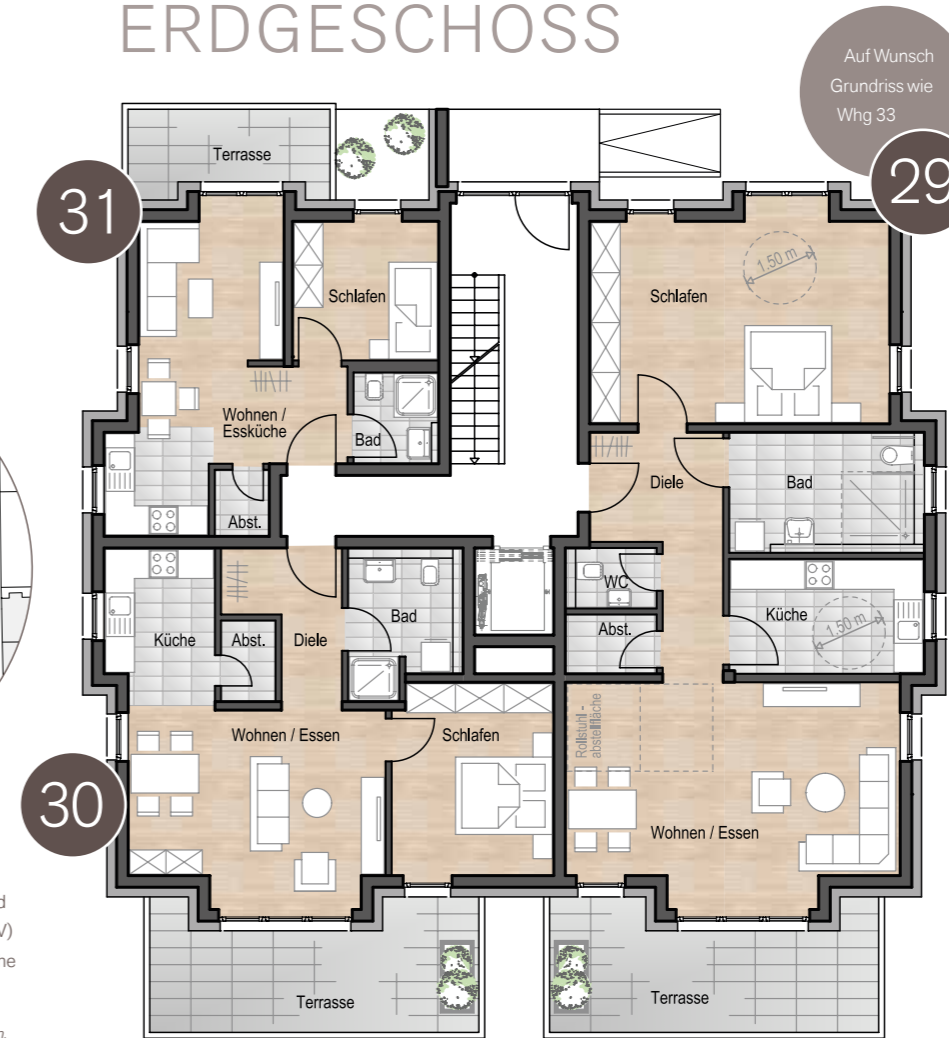 ERDGESCHOSS
Auf Wunsch
Grundriss wie
Whg 33
29
31
Terrasse
Schlafen
Wohnen /
Essküche
Bad
Abst.
1.50 m
Schlafen
Diele
Bad
WC
Abst.
Küche
1.50 m
Rollstuhl-
abstellfläche
Wohnen / Essen
Terrasse
Küche
Abst.
Diele
Bad
Wohnen / Essen
Schlafen
30
Terrasse